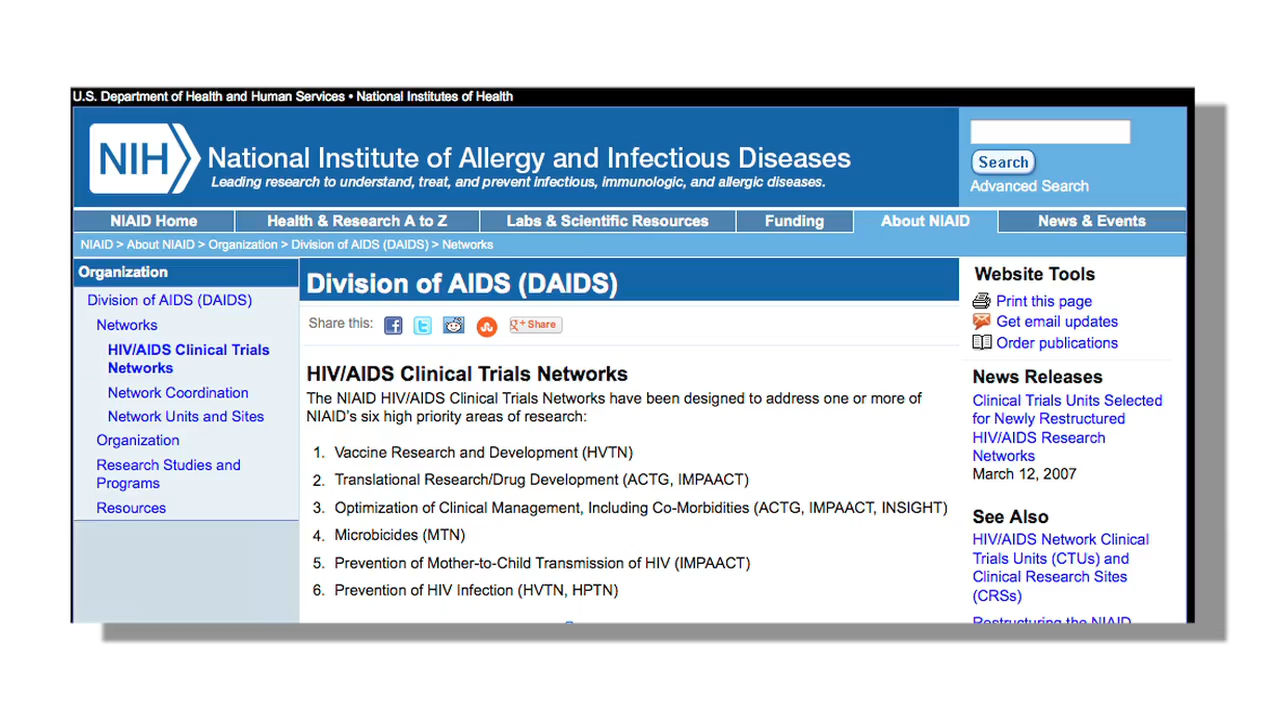 U.S. Department of Health and Human Services • National Institutes of Health
NIH
National Institute of Allergy and Infectious Diseases
Leading research to understand, treat, and prevent infectious, immunologic, and allergic diseases.
Search
Advanced Search
NIAID Home
Health & Research A to Z
Labs & Scientific Resources
Funding
About NIAID
News & Events
NIAID > About NIAID > Organization > Division of AIDS (DAIDS) > Networks
Organization
Division of AIDS (DAIDS)
Networks
HIV/AIDS Clinical Trials
Networks
Network Coordination
Network Units and Sites
Organization
Research Studies and
Programs
Resources
Division of AIDS (DAIDS)
Share this:
g+ Share
HIV/AIDS Clinical Trials Networks
The NIAID HIV/AIDS Clinical Trials Networks have been designed to address one or more of
NIAID's six high priority areas of research:
1. Vaccine Research and Development (HVTN)
2. Translational Research/Drug Development (ACTG, IMPAACT)
3. Optimization of Clinical Management, Including Co-Morbidities (ACTG, IMPAACT, INSIGHT)
4. Microbicides (MTN)
5. Prevention of Mother-to-Child Transmission of HIV (IMPAACT)
6. Prevention of HIV Infection (HVTN, HPTN)
Website Tools
Print this page
Get email updates
Order publications
News Releases
Clinical Trials Units Selected
for Newly Restructured
HIV/AIDS Research
Networks
March 12, 2007
See Also
HIV/AIDS Network Clinical
Trials Units (CTUs) and
Clinical Research Sites
(CRSs)
Restructuring the NIAID